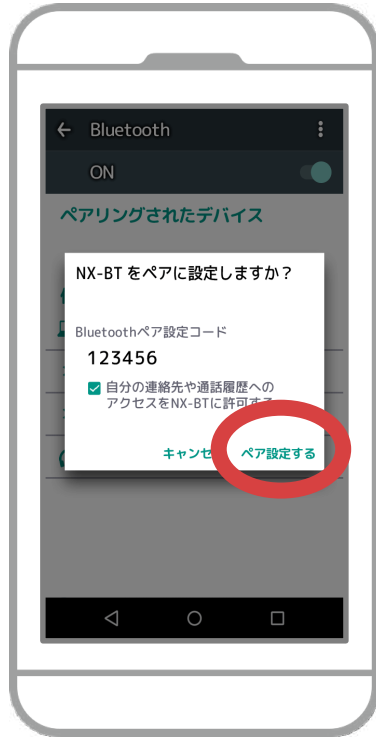 Bluetooth
ON
ペアリングされたデバイス
NX-BT をペアに設定しますか?
Bluetoothペア設定コード
123456
自分の連絡先や通話履歴への
アクセスをNX-BTに許可する
キャンセ
ペア設定する